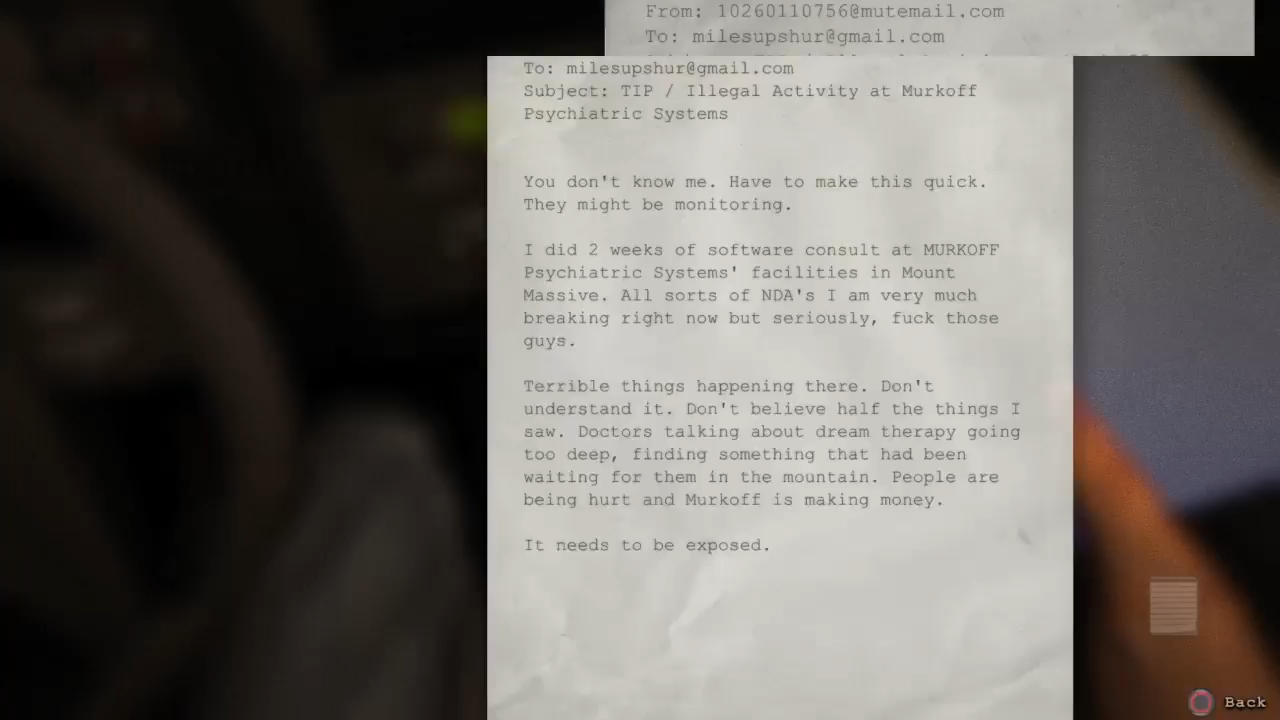 From: 10260110756@mutemail.com
To: milesupshur@gmail.com
To: milesupshur@gmail.com
Subject: TIP / Illegal Activity at Murkoff
Psychiatric Systems
You don't know me. Have to make this quick.
They might be monitoring.
I did 2 weeks of software consult at MURKOFF
Psychiatric Systems' facilities in Mount
Massive. All sorts of NDA's I am very much
breaking right now but seriously, fuck those
guys.
Terrible things happening there. Don't
understand it. Don't believe half the things I
saw. Doctors talking about dream therapy going
too deep, finding something that had been
waiting for them in the mountain. People are
being hurt and Murkoff is making money.
It needs to be exposed.
Back